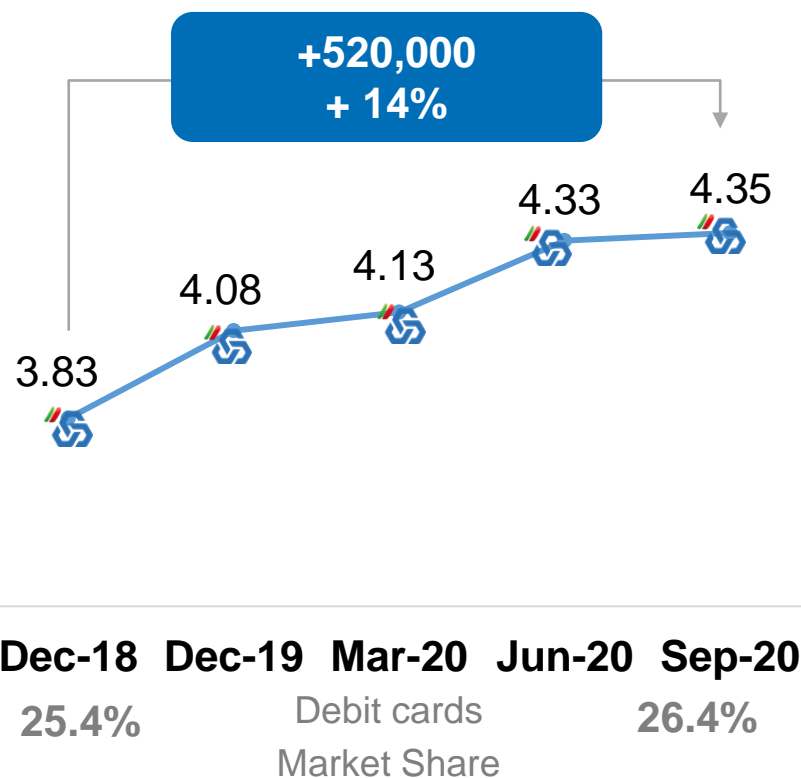 +520,000
+ 14%
4.35
4.33
4.13
4.08
3.83
Dec-18 Dec-19 Mar-20 Jun-20 Sep-20
25.4% Debit cards 26.4%
Market Share